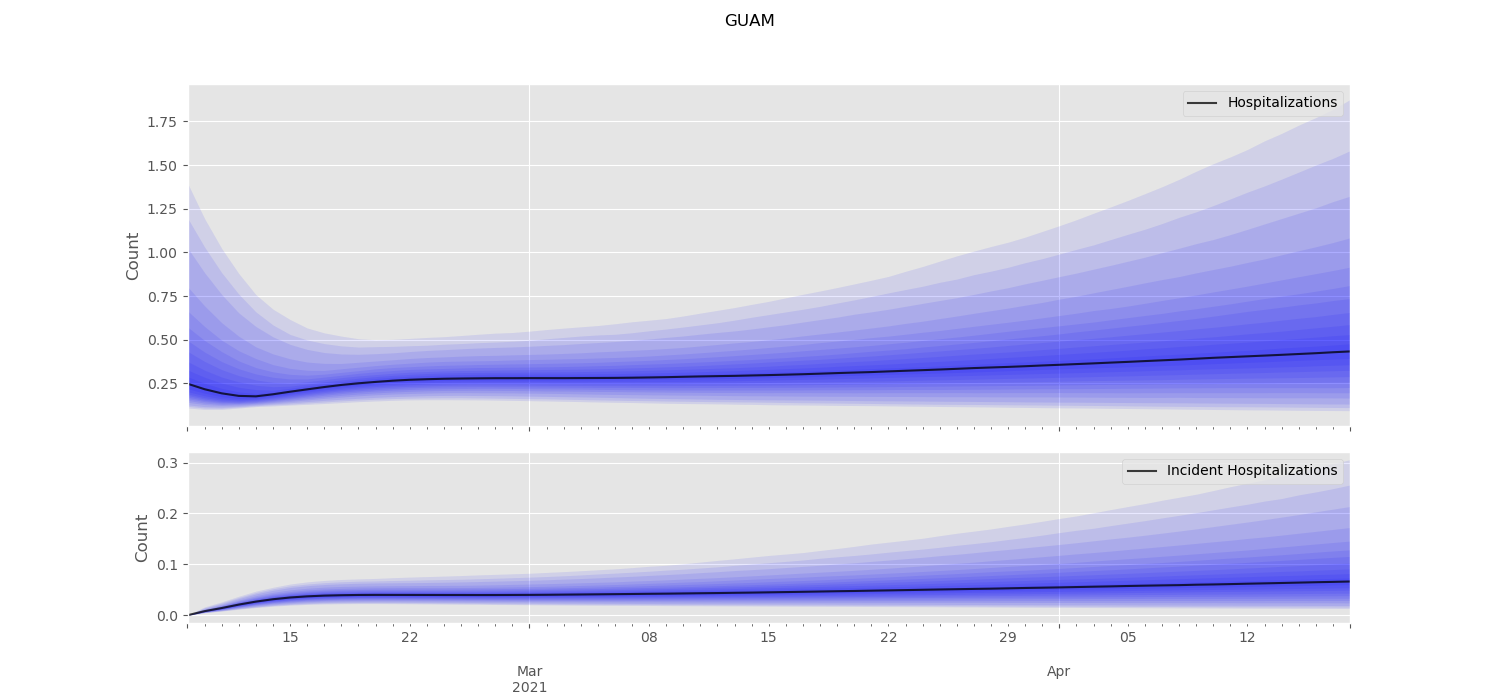 GUAM
Hospitalizations
1.75
1.50
1.25
1.00
0.75
0.50
0.25
Count
Incident Hospitalizations
0.3
0.2
0.1
0.0
Count
15 22 08 15 22 29 05 12
Mar Apr
2021